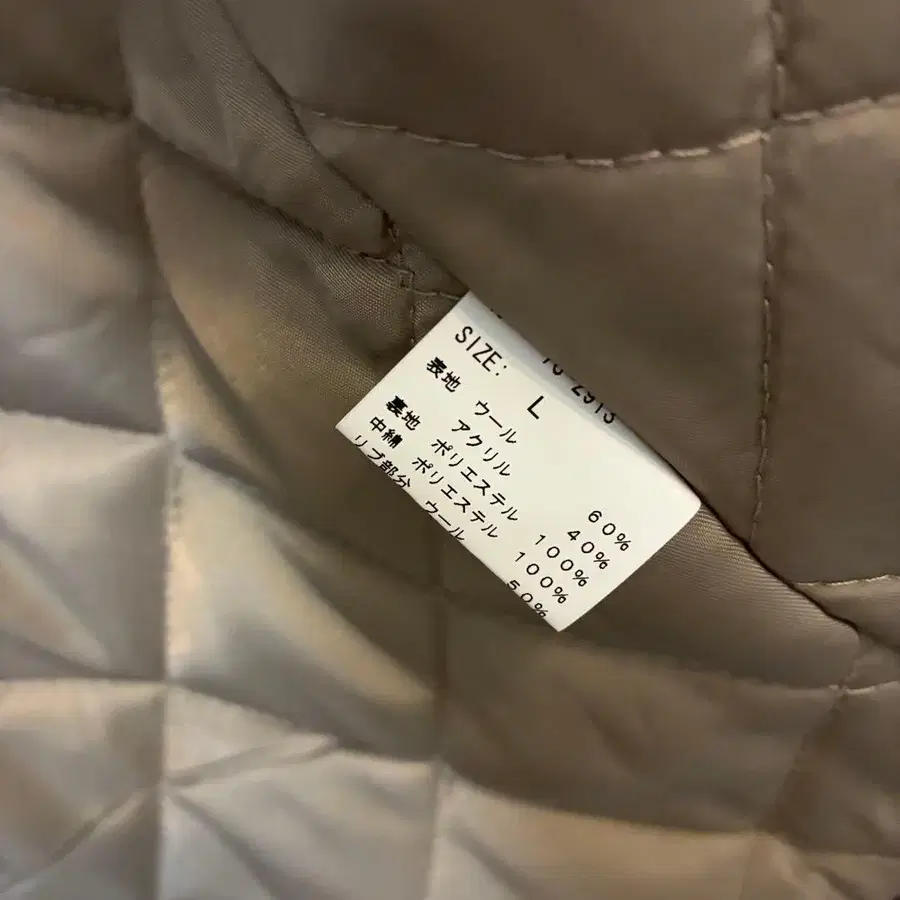 SIZE: L
表地 ウール 60%
アクリル 40%
裏地 ポリエステル 100%
中綿 ポリエステル 100%
リブ部分 ウール 50%